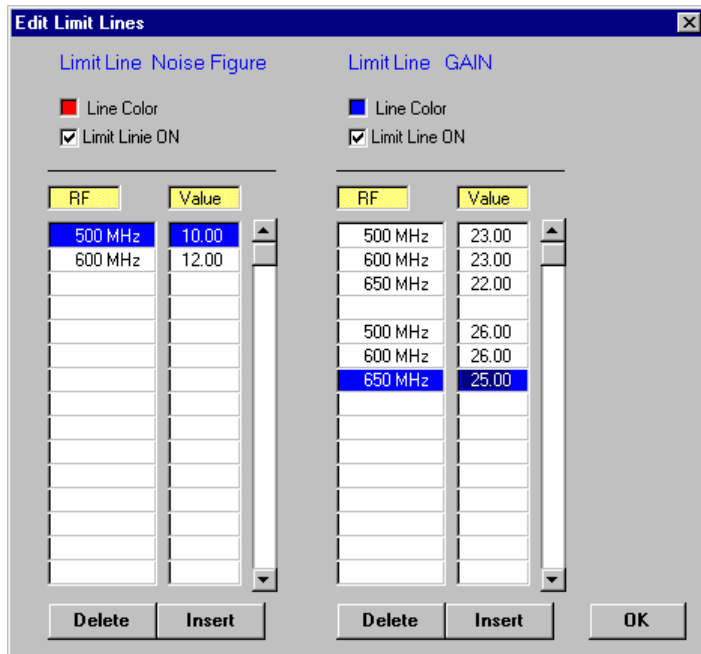 Edit Limit Lines
Limit Line Noise Figure
Line Color
Limit Linie ON
RF Value
500 MHz 10.00
600 MHz 12.00
Delete Insert
Limit Line GAIN
Line Color
Limit Line ON
RF Value
500 MHz 23.00
600 MHz 23.00
650 MHz 22.00
500 MHz 26.00
600 MHz 26.00
650 MHz 25.00
Delete Insert
OK